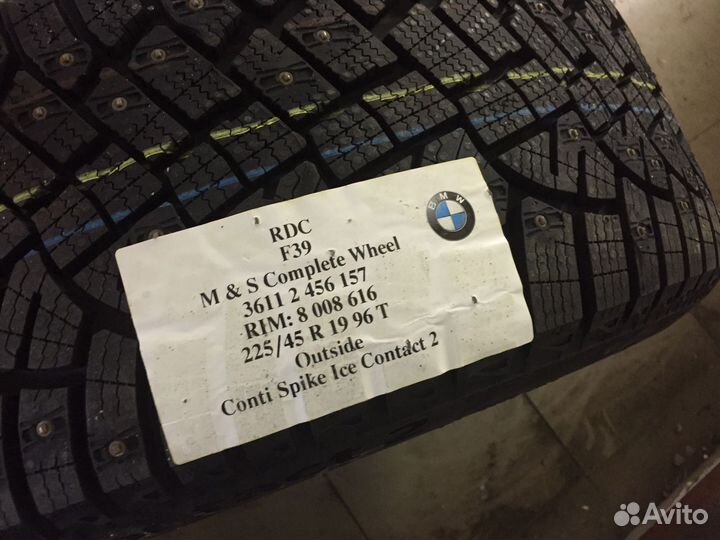 BMW
RDC
F39
M & S Complete Wheel
3611 2 456 157
RIM: 8 008 616
225/45 R 19 96 T
Outside
Conti Spike Ice Contact 2
Avito